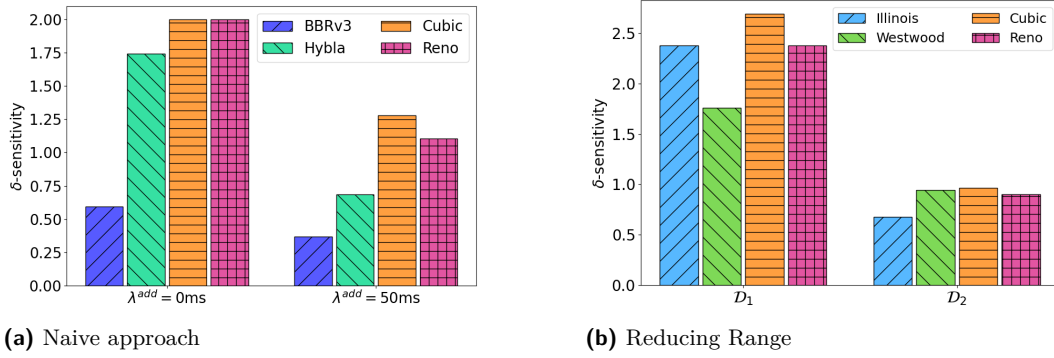 2.00
1.75
1.50
1.25
1.00
0.75
0.50
0.25
0.00
δ-sensitivity
BBRv3 Cubic
Hybla Reno
λ^add = 0ms λ^add = 50ms
(a) Naive approach
2.5
2.0
1.5
1.0
0.5
0.0
δ-sensitivity
Illinois Cubic
Westwood Reno
𝒟₁ 𝒟₂
(b) Reducing Range